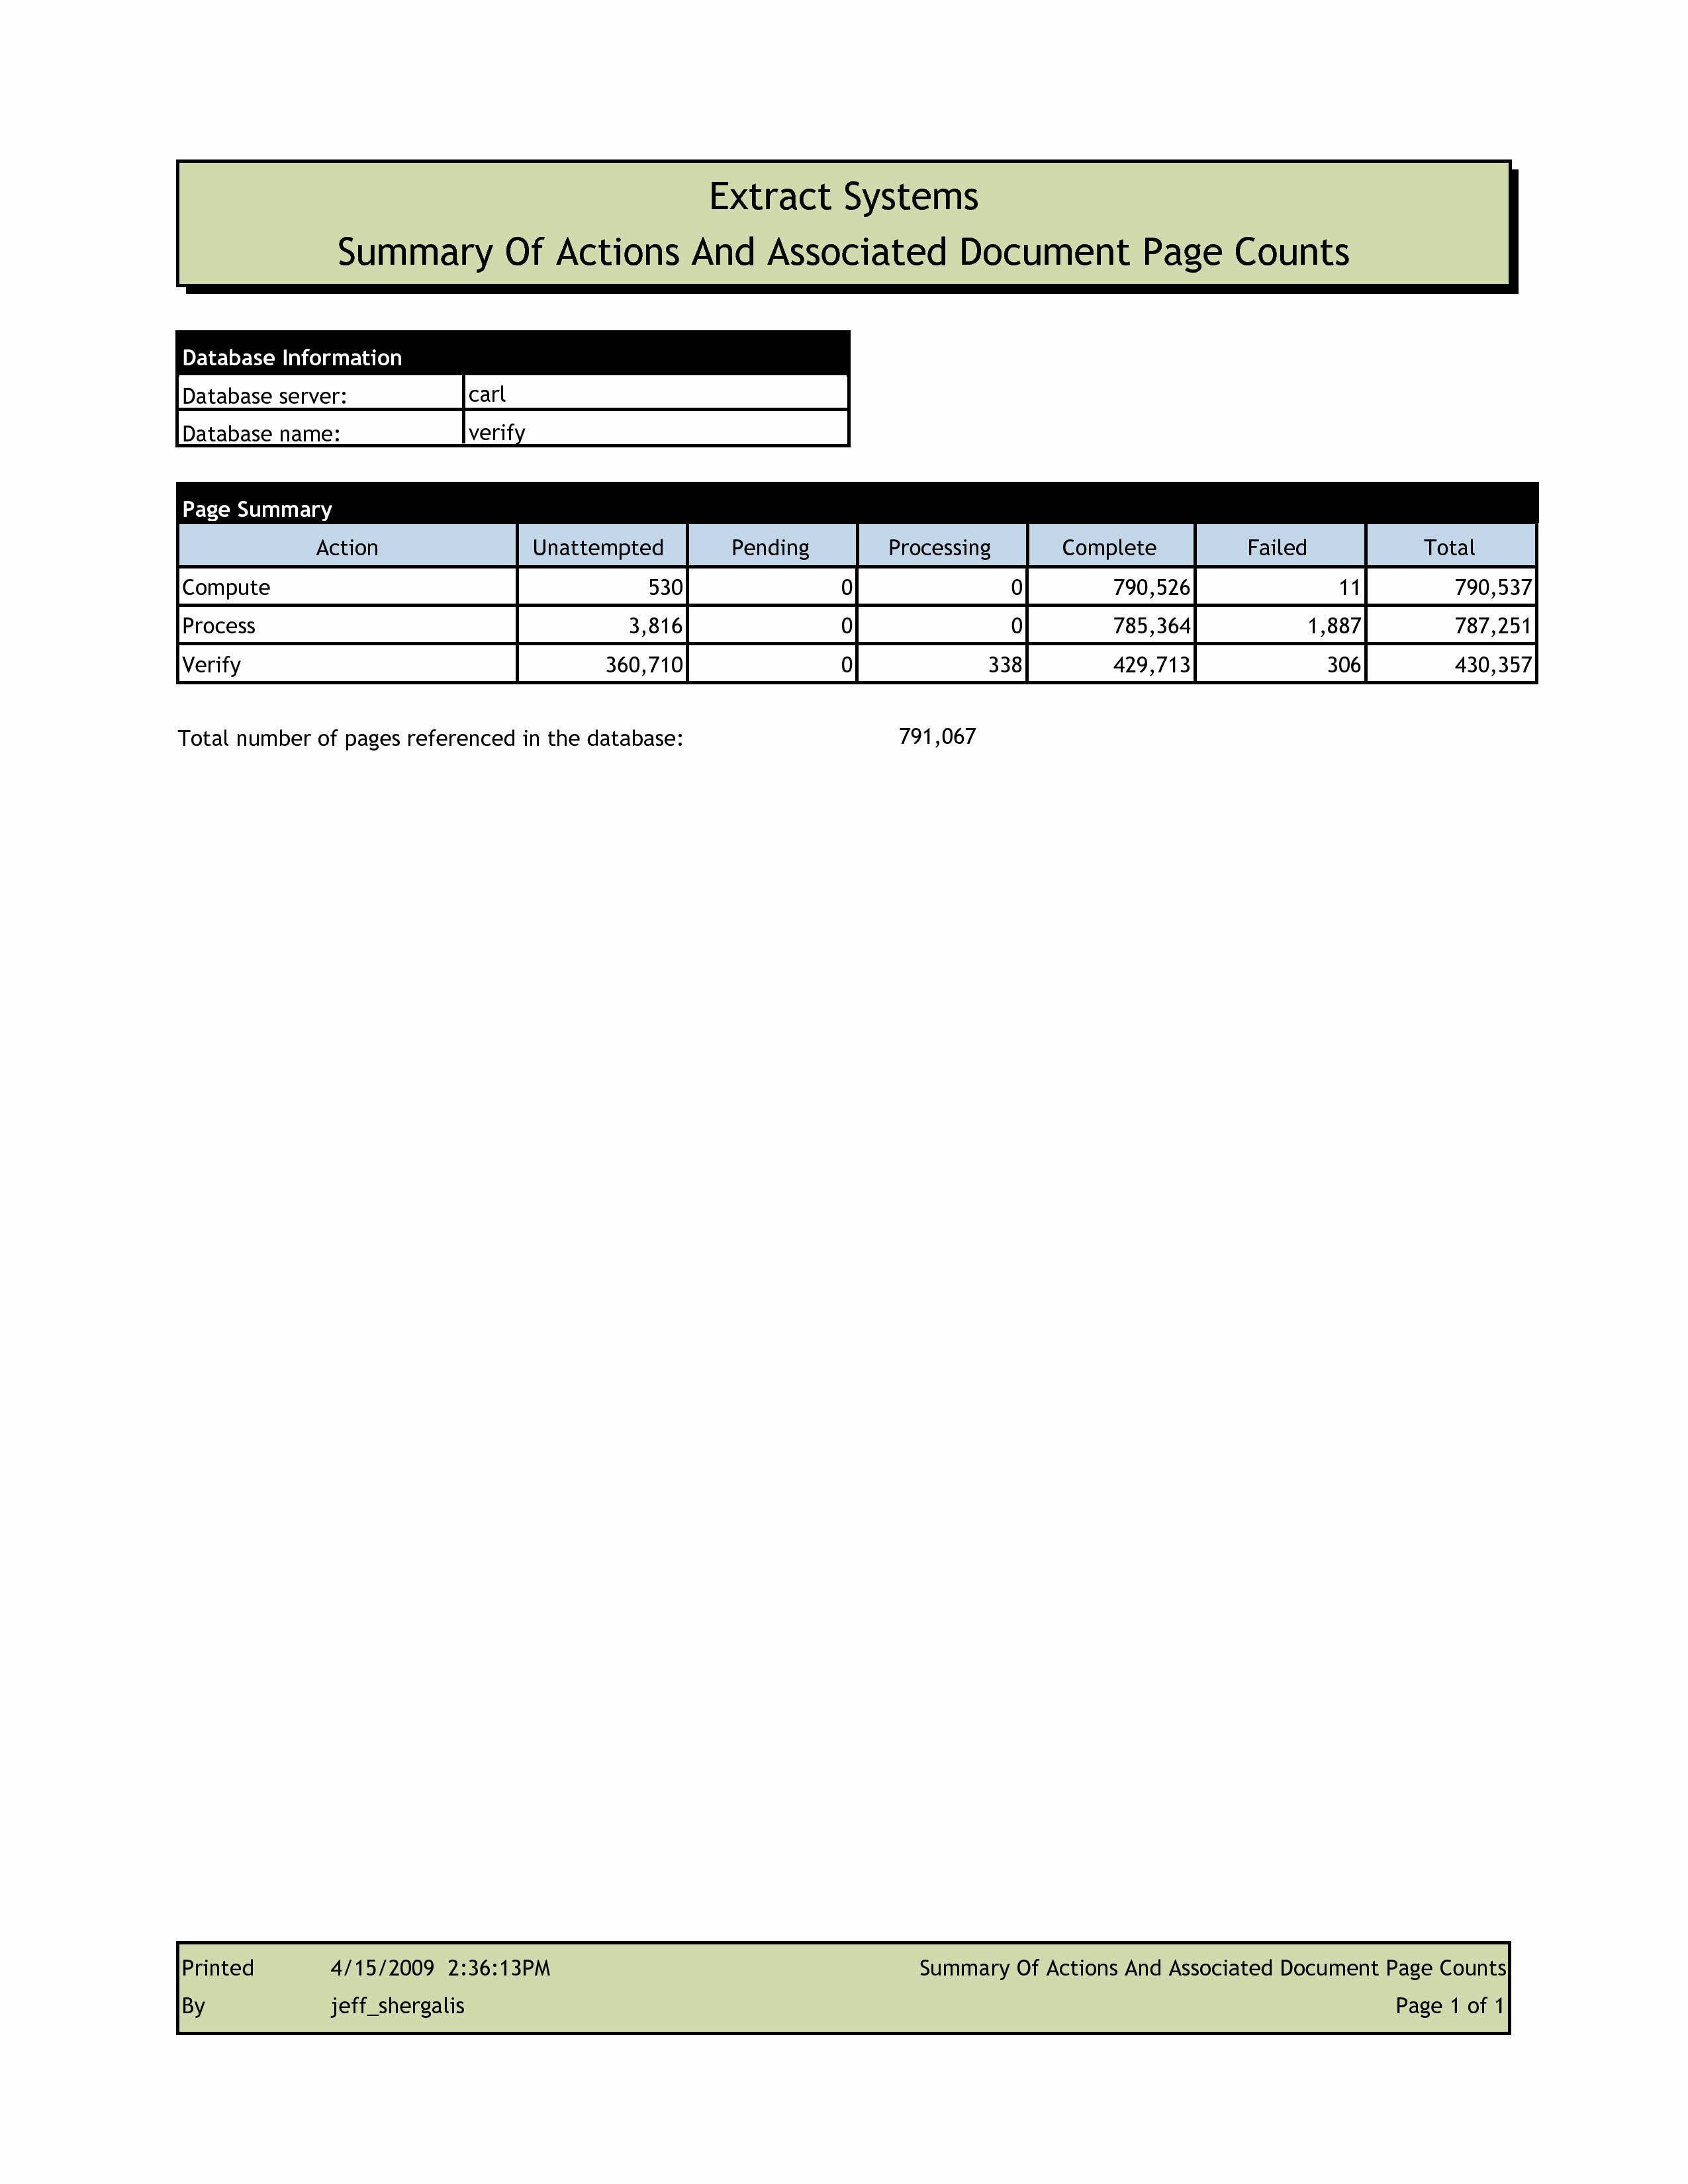 Extract Systems
Summary Of Actions And Associated Document Page Counts
Database Information
Database server: carl
Database name: verify
Page Summary
Action Unattempted Pending Processing Complete Failed Total
Compute 530 0 0 790,526 11 790,537
Process 3,816 0 0 785,364 1,887 787,251
Verify 360,710 0 338 429,713 306 430,357
Total number of pages referenced in the database: 791,067
Printed 4/15/2009 2:36:13PM Summary Of Actions And Associated Document Page Counts
By jeff_shergalis Page 1 of 1